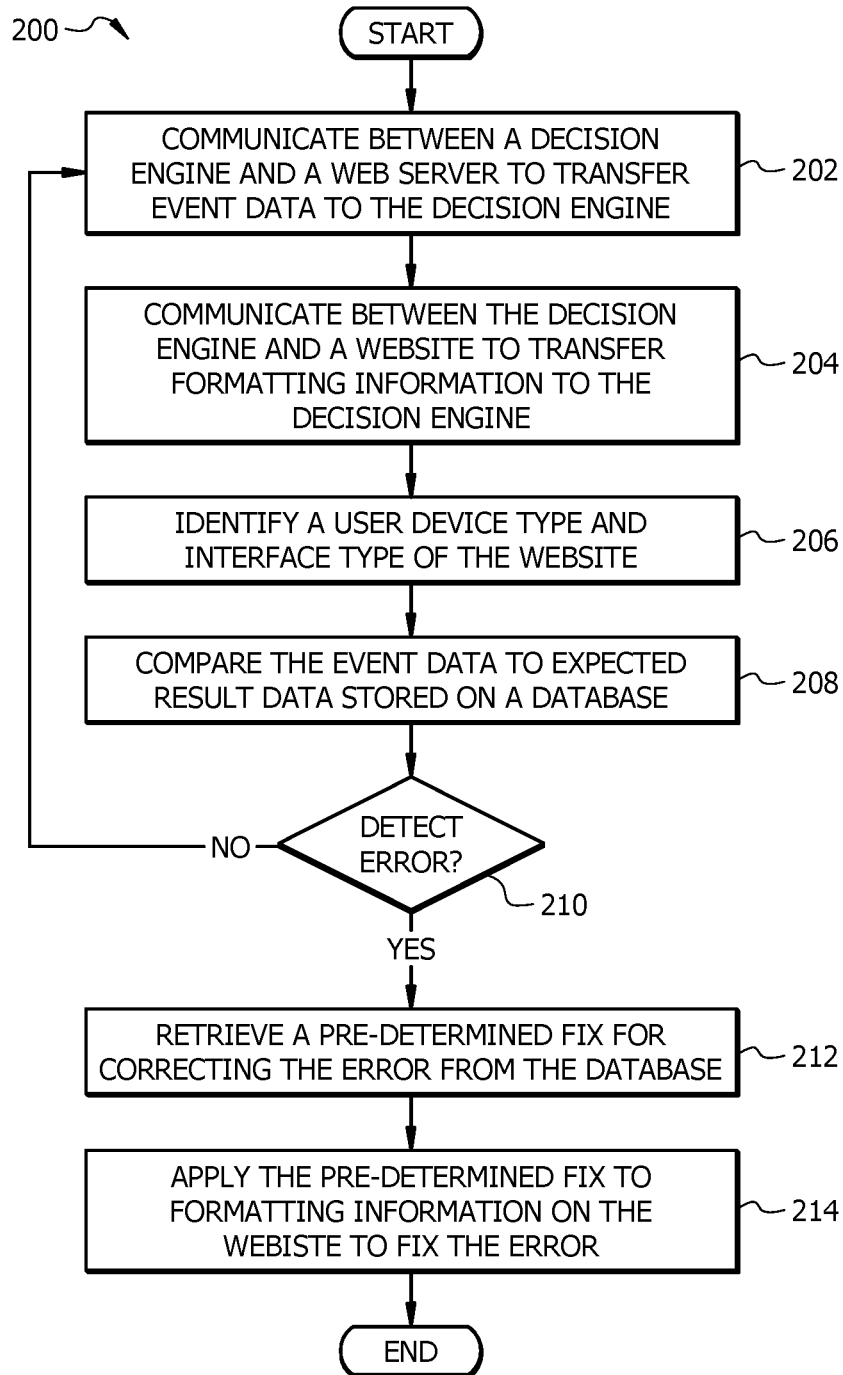 200
START
COMMUNICATE BETWEEN A DECISION
ENGINE AND A WEB SERVER TO TRANSFER
EVENT DATA TO THE DECISION ENGINE
202
COMMUNICATE BETWEEN THE DECISION
ENGINE AND A WEBSITE TO TRANSFER
FORMATTING INFORMATION TO THE
DECISION ENGINE
204
IDENTIFY A USER DEVICE TYPE AND
INTERFACE TYPE OF THE WEBSITE
206
COMPARE THE EVENT DATA TO EXPECTED
RESULT DATA STORED ON A DATABASE
208
DETECT
ERROR?
NO
210
YES
RETRIEVE A PRE-DETERMINED FIX FOR
CORRECTING THE ERROR FROM THE DATABASE
212
APPLY THE PRE-DETERMINED FIX TO
FORMATTING INFORMATION ON THE
WEBISTE TO FIX THE ERROR
214
END